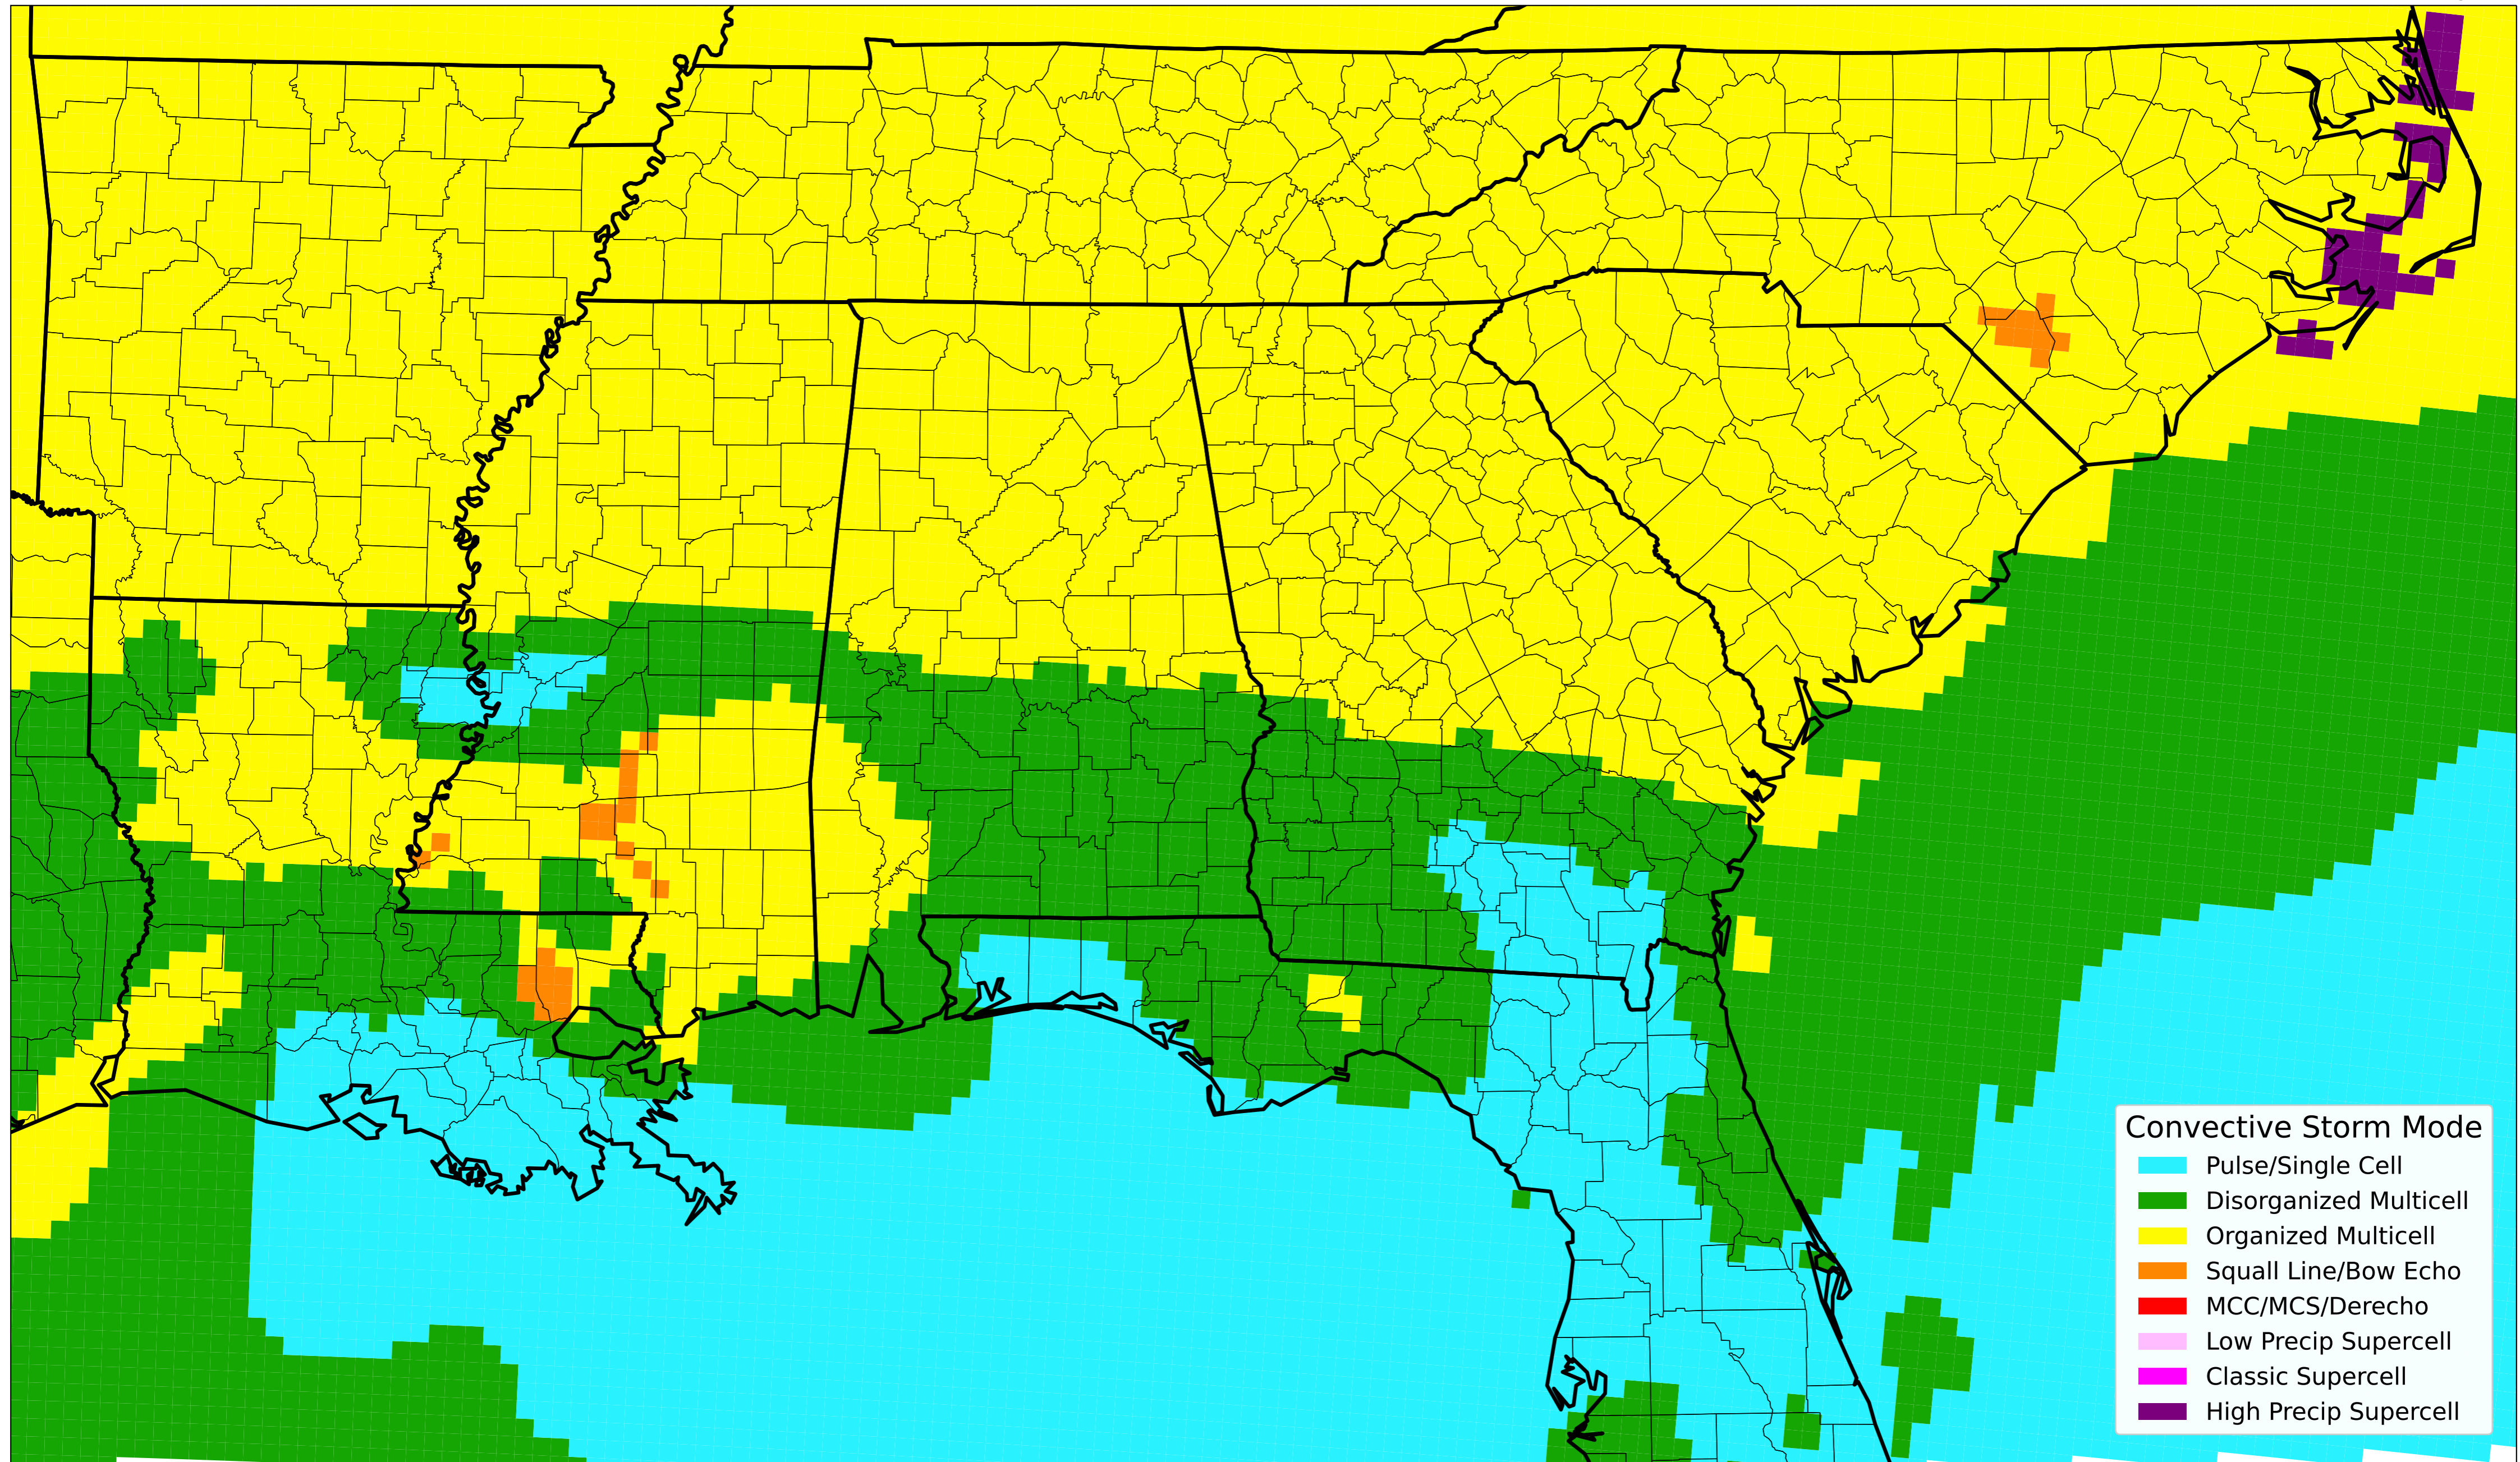 Convective Storm Mode
Pulse/Single Cell
Disorganized Multicell
Organized Multicell
Squall Line/Bow Echo
MCC/MCS/Derecho
Low Precip Supercell
Classic Supercell
High Precip Supercell